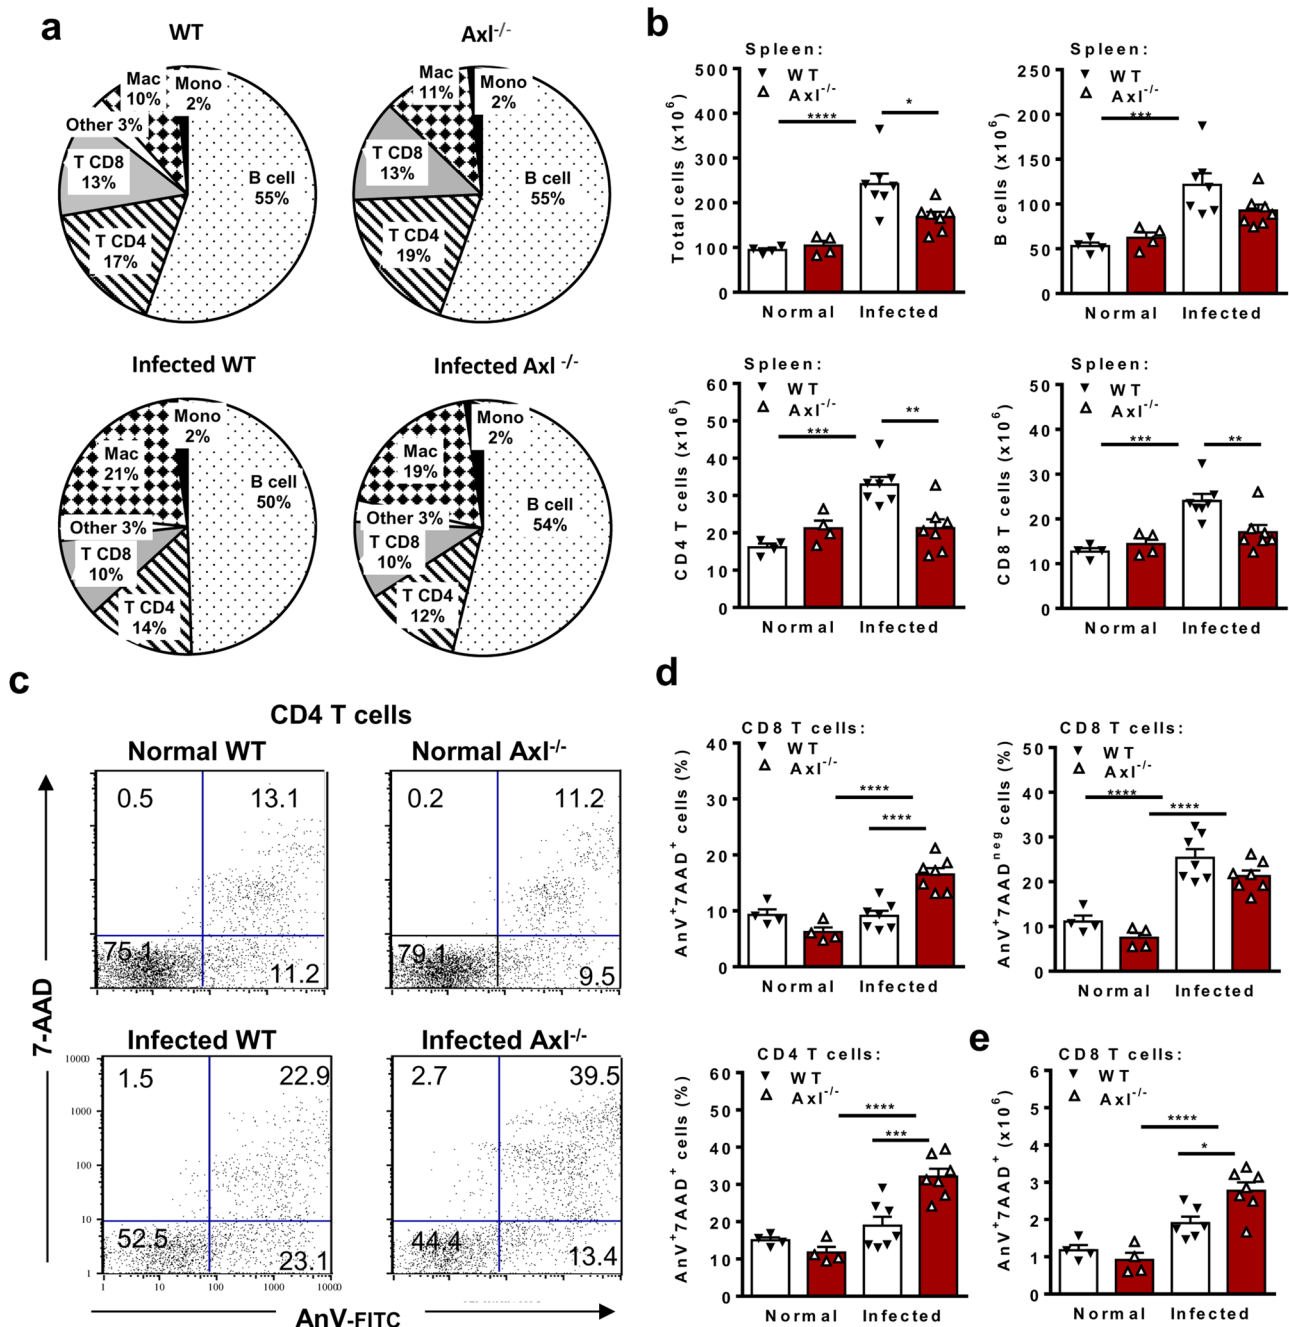 a
WT
Mac
10%
Mono
2%
Other 3%
T CD8
13%
B cell
55%
T CD4
17%
Axl-/-
Mac
11%
Mono
2%
T CD8
13%
B cell
55%
T CD4
19%
Infected WT
Mono
2%
Mac
21%
B cell
50%
Other 3%
T CD8
10%
T CD4
14%
Infected Axl -/-
Mono
2%
Mac
19%
B cell
54%
Other 3%
T CD8
10%
T CD4
12%
b
Spleen:
WT
Axl-/-
Total cells (x10^6)
500
400
300
200
100
0
****
*
Normal Infected
Spleen:
WT
Axl-/-
B cells (x10^6)
250
200
150
100
50
0
***
Normal Infected
Spleen:
WT
Axl-/-
CD4 T cells (x10^6)
60
50
40
30
20
10
0
***
**
Normal Infected
Spleen:
WT
Axl-/-
CD8 T cells (x10^6)
50
40
30
20
10
0
***
**
Normal Infected
c
CD4 T cells
Normal WT
0.5 13.1
75.1 11.2
Normal Axl-/-
0.2 11.2
79.1 9.5
Infected WT
1.5 22.9
52.5 23.1
10000
1000
100
10
1
1 10 100 1000 10000
Infected Axl-/-
2.7 39.5
44.4 13.4
7-AAD
AnV-FITC
d
CD8 T cells:
WT
Axl-/-
AnV+7AAD+ cells (%)
40
30
20
10
0
****
****
Normal Infected
CD8 T cells:
WT
Axl-/-
AnV+7AADneg cells (%)
50
40
30
20
10
0
****
****
Normal Infected
CD4 T cells:
WT
Axl-/-
AnV+7AAD+ cells (%)
60
50
40
30
20
10
0
****
***
Normal Infected
e
CD8 T cells:
WT
Axl-/-
AnV+7AAD+ (x10^6)
6
5
4
3
2
1
0
****
*
Normal Infected